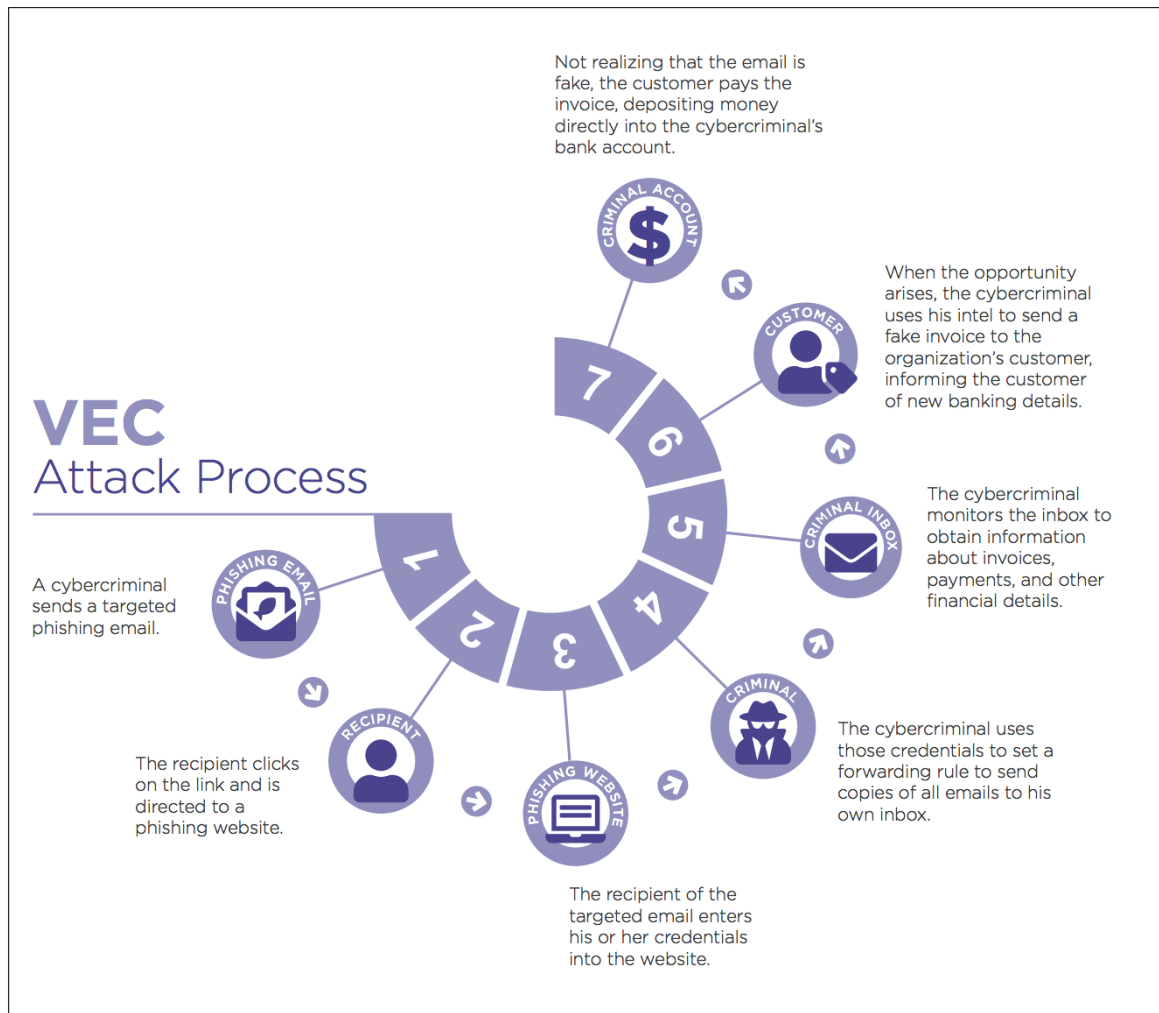 VEC
Attack Process
1
PHISHING EMAIL
A cybercriminal
sends a targeted
phishing email.
2
RECIPIENT
The recipient clicks
on the link and is
directed to a
phishing website.
3
PHISHING WEBSITE
The recipient of the
targeted email enters
his or her credentials
into the website.
4
CRIMINAL
The cybercriminal uses
those credentials to set a
forwarding rule to send
copies of all emails to his
own inbox.
5
CRIMINAL INBOX
The cybercriminal
monitors the inbox to
obtain information
about invoices,
payments, and other
financial details.
6
CUSTOMER
When the opportunity
arises, the cybercriminal
uses his intel to send a
fake invoice to the
organization’s customer,
informing the customer
of new banking details.
7
CRIMINAL ACCOUNT
$
Not realizing that the email is
fake, the customer pays the
invoice, depositing money
directly into the cybercriminal’s
bank account.